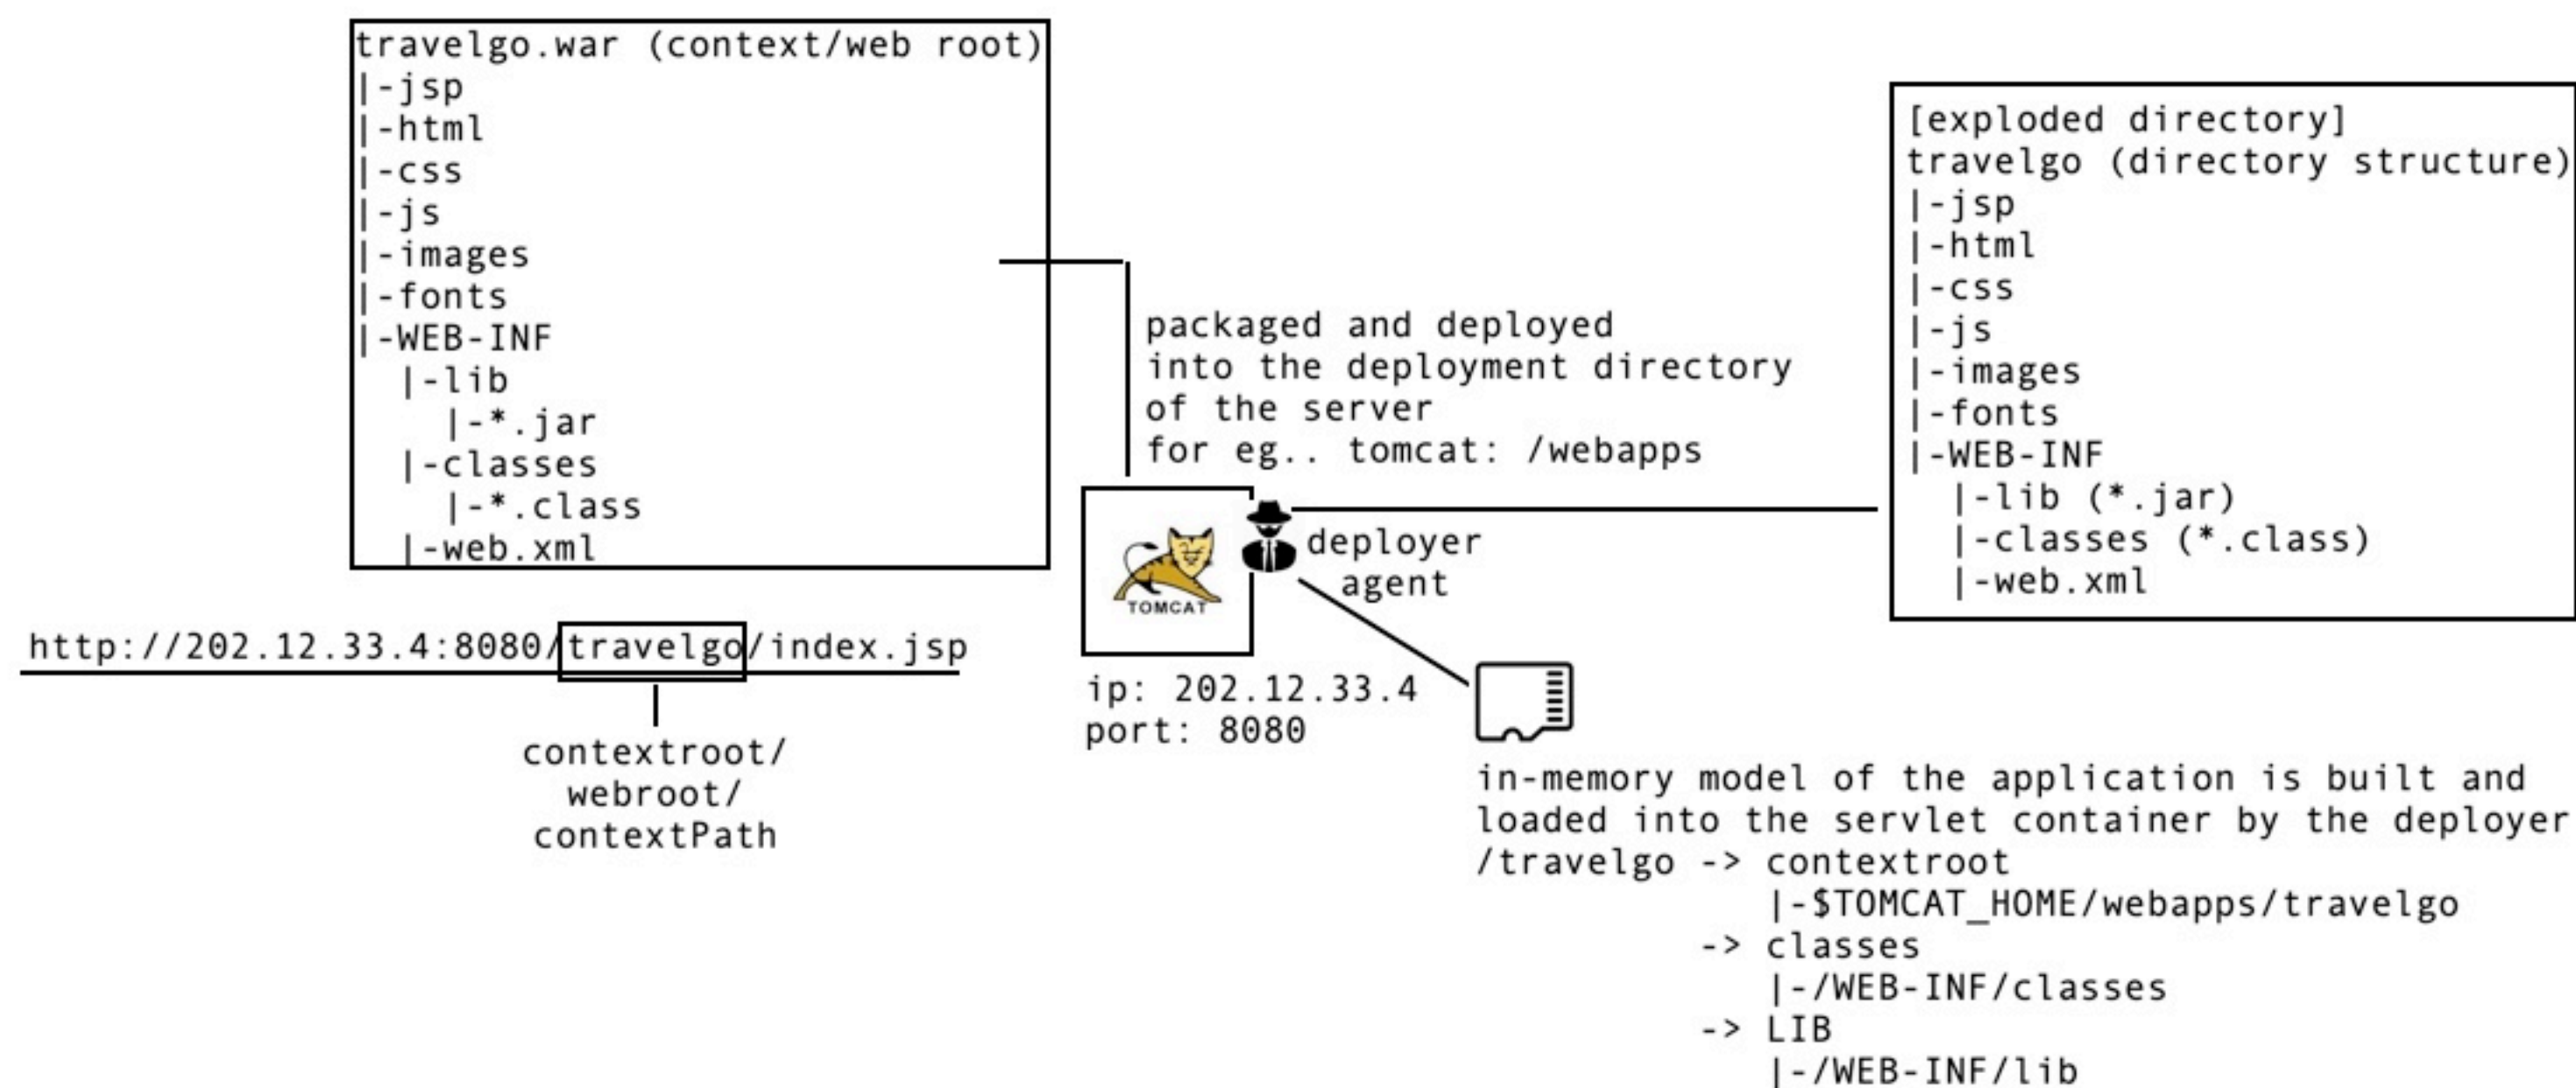 travelgo.war (context/web root)
|-jsp
|-html
|-css
|-js
|-images
|-fonts
|-WEB-INF
  |-lib
    |-*.jar
  |-classes
    |-*.class
  |-web.xml
http://202.12.33.4:8080/travelgo/index.jsp
contextroot/
webroot/
contextPath
packaged and deployed
into the deployment directory
of the server
for eg.. tomcat: /webapps
TOMCAT
deployer
agent
ip: 202.12.33.4
port: 8080
[exploded directory]
travelgo (directory structure)
|-jsp
|-html
|-css
|-js
|-images
|-fonts
|-WEB-INF
  |-lib (*.jar)
  |-classes (*.class)
  |-web.xml
in-memory model of the application is built and
loaded into the servlet container by the deployer
/travelgo -> contextroot
             |-$TOMCAT_HOME/webapps/travelgo
          -> classes
             |-/WEB-INF/classes
          -> LIB
             |-/WEB-INF/lib